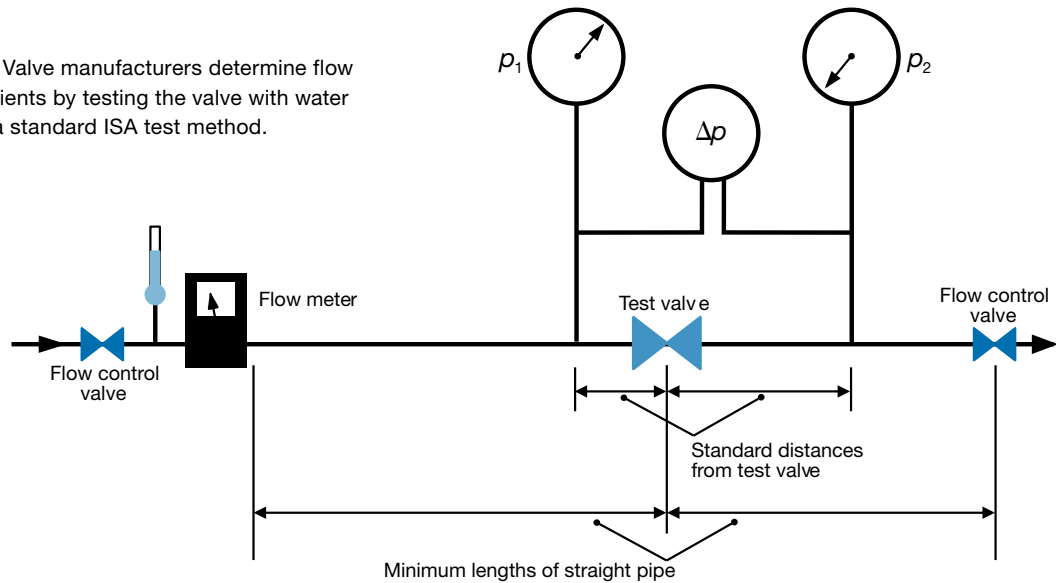 Valve manufacturers determine flow
ients by testing the valve with water
a standard ISA test method.
p1
Δp
p2
Flow meter
Test valve
Flow control
valve
Flow control
valve
Standard distances
from test valve
Minimum lengths of straight pipe